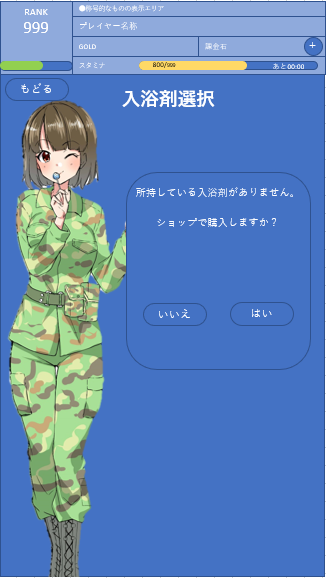 RANK
999
●称号的なものの表示エリア
プレイヤー名称
GOLD
課金石
+
スタミナ
800/999
あと00:00
もどる
入浴剤選択
所持している入浴剤がありません。
ショップで購入しますか？
いいえ
はい